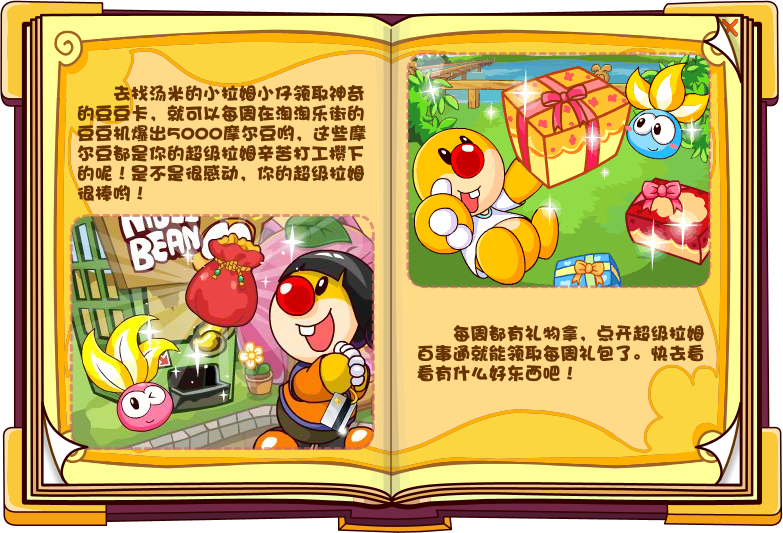 去找汤米的小拉姆小仔领取神奇
的豆豆卡，就可以每周在淘淘乐街的
豆豆机爆出5000摩尔豆哟，这些摩
尔豆都是你的超级拉姆辛苦打工攒下
的呢！是不是很感动，你的超级拉姆
很棒哟！
BEAN
每周都有礼物拿，点开超级拉姆
百事通就能领取每周礼包了。快去看
看有什么好东西吧！